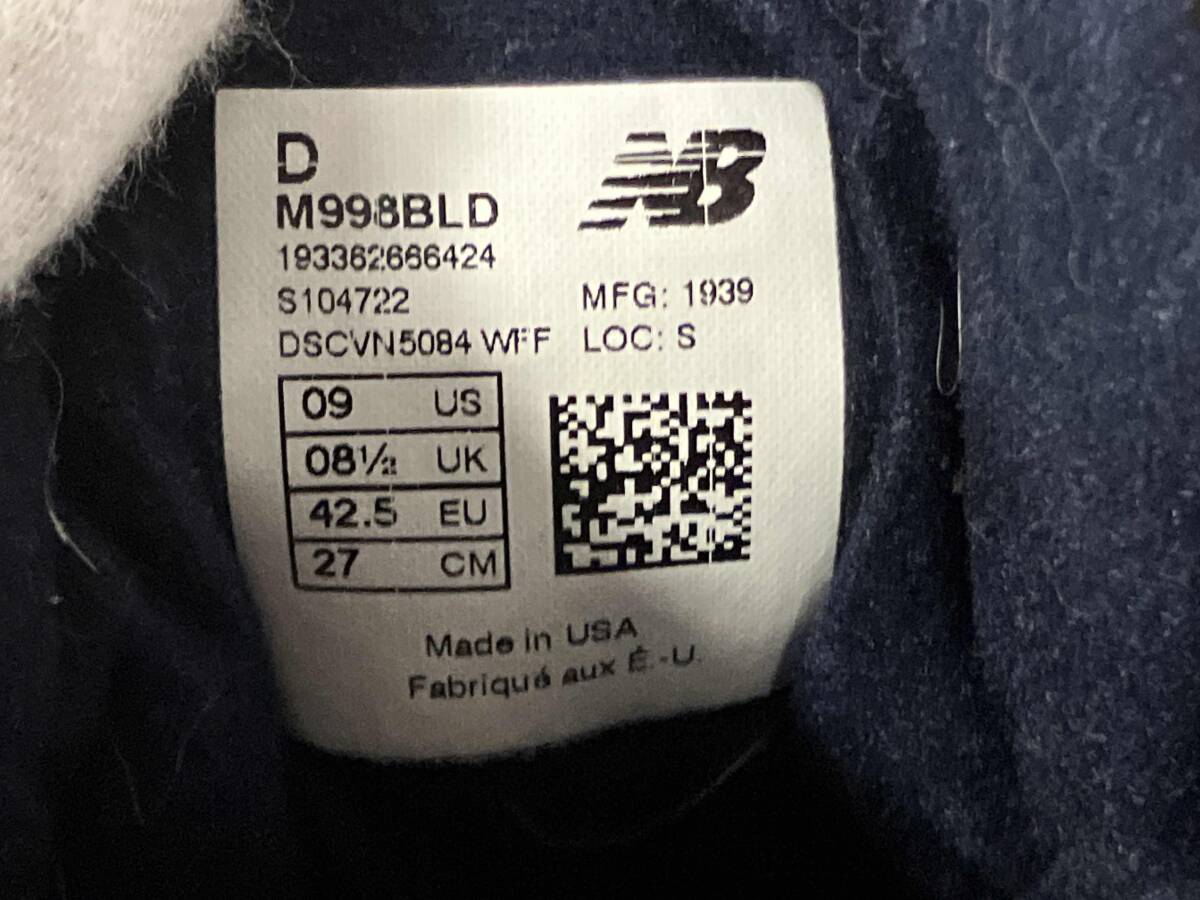 D
NB
M998BLD
193362666424
S104722 MFG: 1939
DSCVN5084 WFF LOC: S
09 US
08½ UK
42.5 EU
27 CM
Made in USA
Fabriqué aux É.-U.